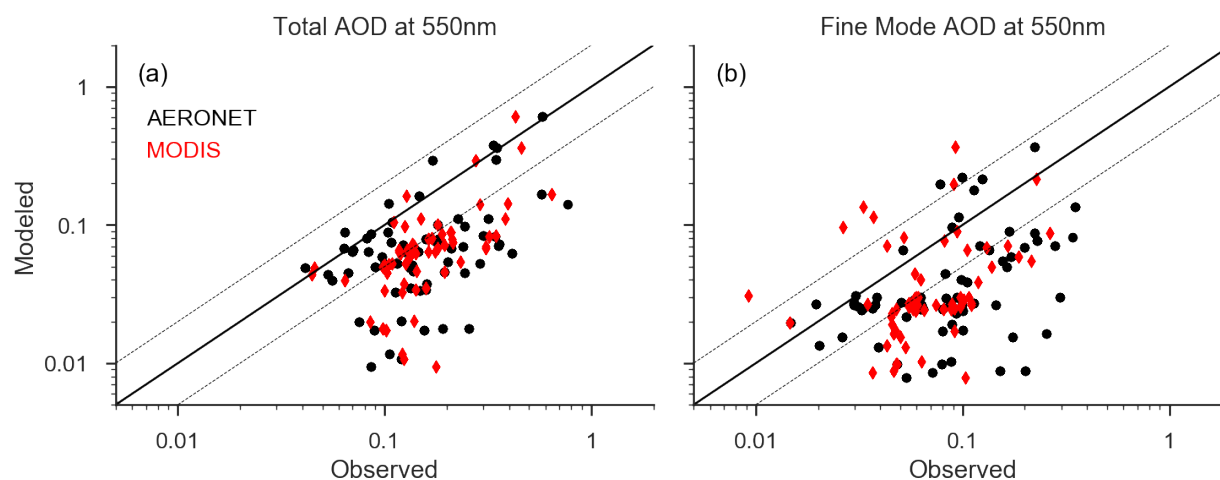 Total AOD at 550nm
Fine Mode AOD at 550nm
(a)
(b)
AERONET
MODIS
Modeled
1
0.1
0.01
0.01 0.1 1
0.01 0.1 1
Observed
Observed